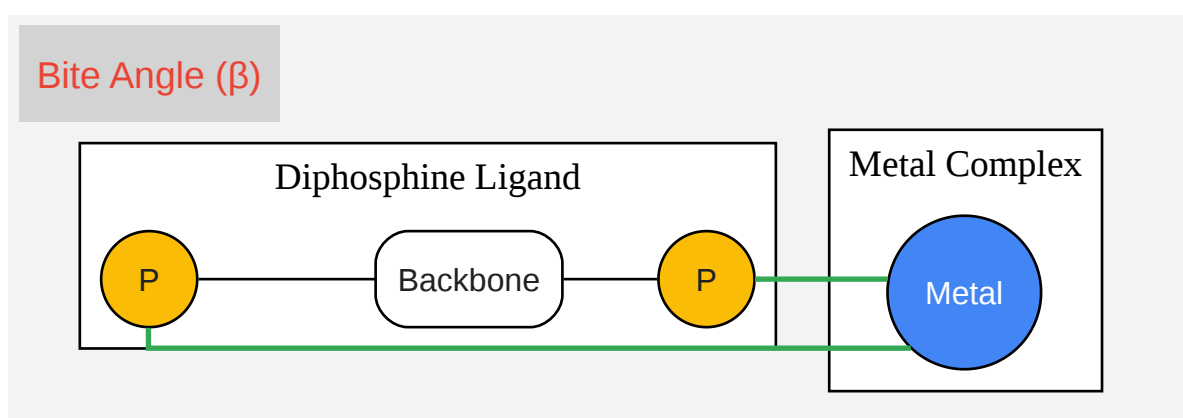 Bite Angle (β)
Diphosphine Ligand
Metal Complex
P
Backbone
P
Metal